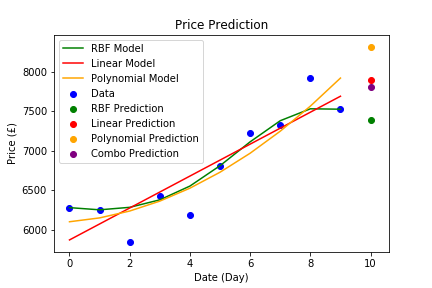 Price Prediction
RBF Model
Linear Model
Polynomial Model
Data
RBF Prediction
Linear Prediction
Polynomial Prediction
Combo Prediction
Price (£)
8000
7500
7000
6500
6000
0 2 4 6 8 10
Date (Day)